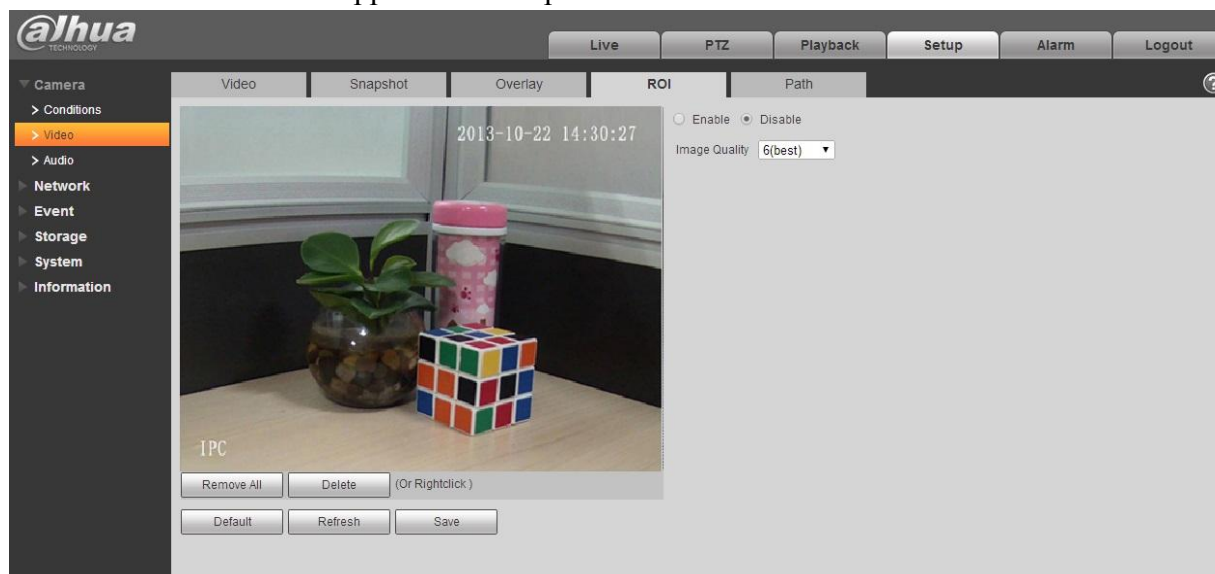 alhua
TECHNOLOGY
Live
PTZ
Playback
Setup
Alarm
Logout
Camera
> Conditions
> Video
> Audio
Network
Event
Storage
System
Information
Video
Snapshot
Overlay
ROI
Path
?
2013-10-22 14:30:27
IPC
Enable
Disable
Image Quality 6(best)
Remove All
Delete
(Or Rightclick )
Default
Refresh
Save